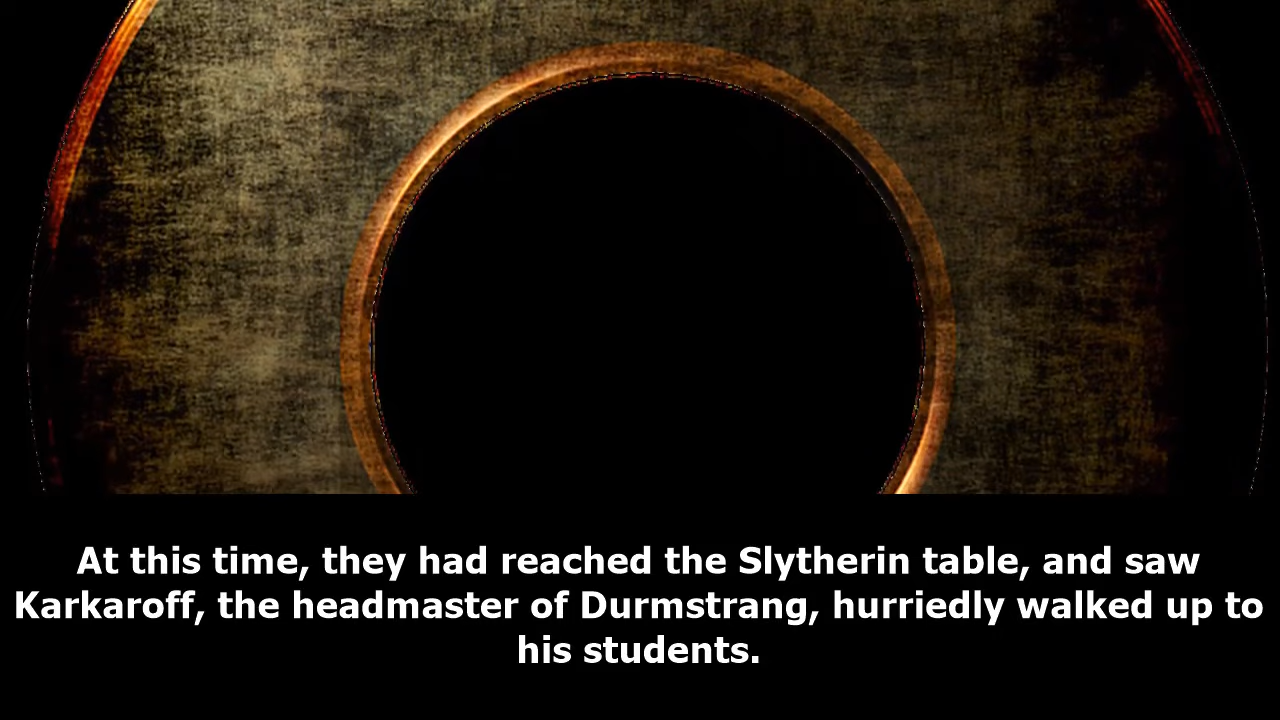 At this time, they had reached the Slytherin table, and saw
Karkaroff, the headmaster of Durmstrang, hurriedly walked up to
his students.